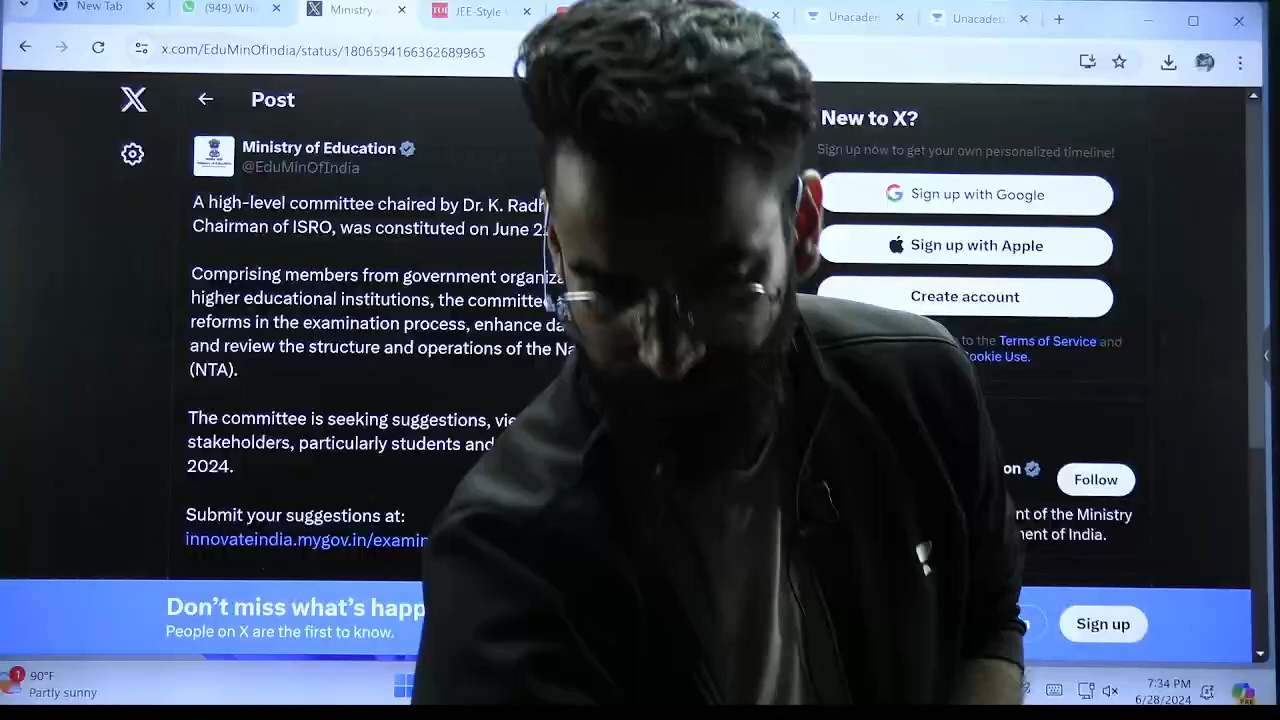 New Tab
(949) Wh
Ministry
JEE-Style
Unacadem
Unacadem
x.com/EduMinOfIndia/status/1806594166362689965
Post
Ministry of Education
@EduMinOfIndia
A high-level committee chaired by Dr. K. Radh
Chairman of ISRO, was constituted on June 2
Comprising members from government organiza
higher educational institutions, the committee
reforms in the examination process, enhance da
and review the structure and operations of the Na
(NTA).
The committee is seeking suggestions, vie
stakeholders, particularly students and
2024.
Submit your suggestions at:
innovateindia.mygov.in/examin
New to X?
Sign up now to get your own personalized timeline!
Sign up with Google
Sign up with Apple
Create account
to the Terms of Service and
Cookie Use.
on
Follow
nt of the Ministry
nent of India.
Don't miss what's happ
People on X are the first to know.
Sign up
1
90°F
Partly sunny
7:34 PM
6/28/2024